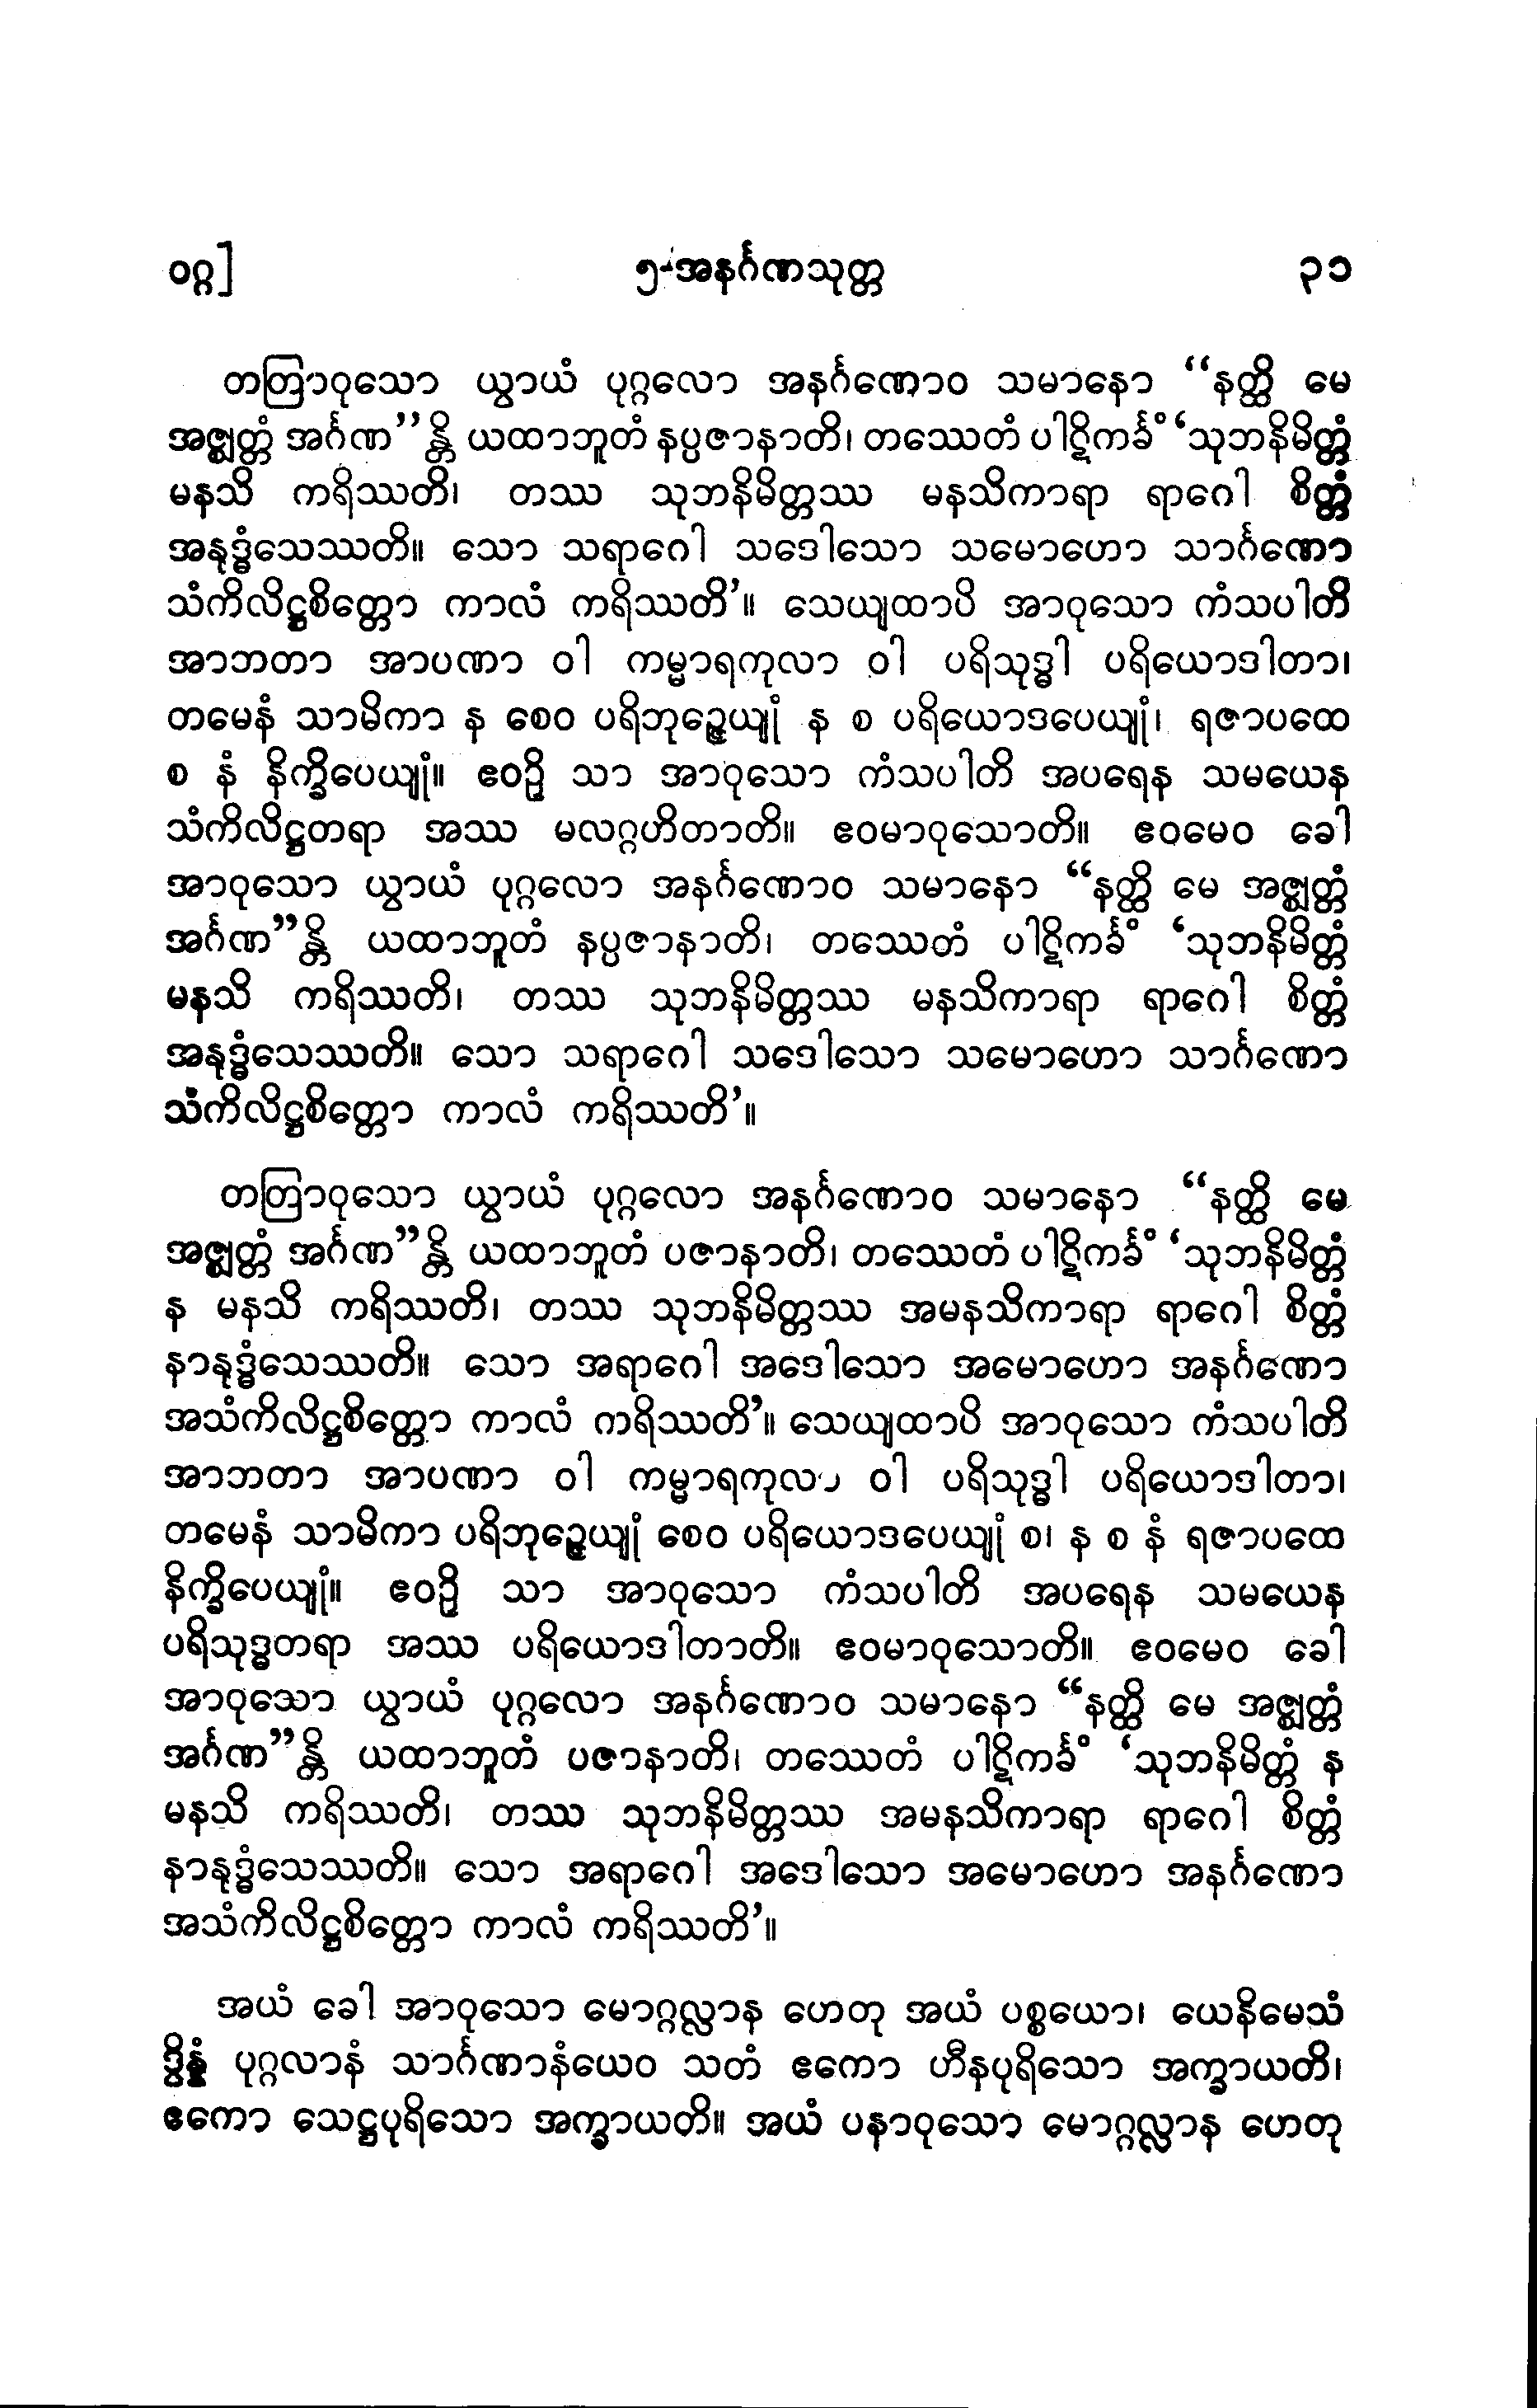 ဝဂ္ဂ]
၅-အနင်္ဂဏသုတ္တ
၃၁
တတြာဝုသော ယွာယံ ပုဂ္ဂလော အနင်္ဂဏောဝ သမာနော “နတ္ထိ မေ
အဇ္ဈတ္တံ အင်္ဂဏ”န္တိ ယထာဘူတံ နပ္ပဇာနာတိ၊ တဿေတံ ပါဋိကင်္ခံ ‘သုဘနိမိတ္တံ
မနသိ ကရိဿတိ၊ တဿ သုဘနိမိတ္တဿ မနသိကာရာ ရာဂေါ စိတ္တံ
အနုဒ္ဓံသေဿတိ။ သော သရာဂေါ သဒေါသော သမောဟော သာင်္ဂဏော
သံကိလိဋ္ဌစိတ္တော ကာလံ ကရိဿတိ’။ သေယျထာပိ အာဝုသော ကံသပါတိ
အာဘတာ အာပဏာ ဝါ ကမ္မာရကုလာ ဝါ ပရိသုဒ္ဓါ ပရိယောဒါတာ၊
တမေနံ သာမိကာ န စေဝ ပရိဘုဉ္ဇေယျုံ န စ ပရိယောဒပေယျုံ၊ ရဇာပထေ
စ နံ နိက္ခိပေယျုံ။ ဧဝဉှိ သာ အာဝုသော ကံသပါတိ အပရေန သမယေန
သံကိလိဋ္ဌတရာ အဿ မလဂ္ဂဟိတာတိ။ ဧဝမာဝုသောတိ။ ဧဝမေဝ ခေါ
အာဝုသော ယွာယံ ပုဂ္ဂလော အနင်္ဂဏောဝ သမာနော “နတ္ထိ မေ အဇ္ဈတ္တံ
အင်္ဂဏ”န္တိ ယထာဘူတံ နပ္ပဇာနာတိ၊ တဿေတံ ပါဋိကင်္ခံ ‘သုဘနိမိတ္တံ
မနသိ ကရိဿတိ၊ တဿ သုဘနိမိတ္တဿ မနသိကာရာ ရာဂေါ စိတ္တံ
အနုဒ္ဓံသေဿတိ။ သော သရာဂေါ သဒေါသော သမောဟော သာင်္ဂဏော
သံကိလိဋ္ဌစိတ္တော ကာလံ ကရိဿတိ’။
တတြာဝုသော ယွာယံ ပုဂ္ဂလော အနင်္ဂဏောဝ သမာနော “နတ္ထိ မေ
အဇ္ဈတ္တံ အင်္ဂဏ”န္တိ ယထာဘူတံ ပဇာနာတိ၊ တဿေတံ ပါဋိကင်္ခံ ‘သုဘနိမိတ္တံ
န မနသိ ကရိဿတိ၊ တဿ သုဘနိမိတ္တဿ အမနသိကာရာ ရာဂေါ စိတ္တံ
နာနုဒ္ဓံသေဿတိ။ သော အရာဂေါ အဒေါသော အမောဟော အနင်္ဂဏော
အသံကိလိဋ္ဌစိတ္တော ကာလံ ကရိဿတိ’။ သေယျထာပိ အာဝုသော ကံသပါတိ
အာဘတာ အာပဏာ ဝါ ကမ္မာရကုလာ ဝါ ပရိသုဒ္ဓါ ပရိယောဒါတာ၊
တမေနံ သာမိကာ ပရိဘုဉ္ဇေယျုံ စေဝ ပရိယောဒပေယျုံ စ၊ န စ နံ ရဇာပထေ
နိက္ခိပေယျုံ။ ဧဝဉှိ သာ အာဝုသော ကံသပါတိ အပရေန သမယေန
ပရိသုဒ္ဓတရာ အဿ ပရိယောဒါတာတိ။ ဧဝမာဝုသောတိ။ ဧဝမေဝ ခေါ
အာဝုသော ယွာယံ ပုဂ္ဂလော အနင်္ဂဏောဝ သမာနော “နတ္ထိ မေ အဇ္ဈတ္တံ
အင်္ဂဏ”န္တိ ယထာဘူတံ ပဇာနာတိ၊ တဿေတံ ပါဋိကင်္ခံ ‘သုဘနိမိတ္တံ န
မနသိ ကရိဿတိ၊ တဿ သုဘနိမိတ္တဿ အမနသိကာရာ ရာဂေါ စိတ္တံ
နာနုဒ္ဓံသေဿတိ။ သော အရာဂေါ အဒေါသော အမောဟော အနင်္ဂဏော
အသံကိလိဋ္ဌစိတ္တော ကာလံ ကရိဿတိ’။
အယံ ခေါ အာဝုသော မောဂ္ဂလ္လာန ဟေတု အယံ ပစ္စယော၊ ယေနိမေသံ
ဒွိန္နံ ပုဂ္ဂလာနံ သာင်္ဂဏာနံယေဝ သတံ ဧကော ဟီနပုရိသော အက္ခာယတိ၊
ဧကော သေဋ္ဌပုရိသော အက္ခာယတိ။ အယံ ပနာဝုသော မောဂ္ဂလ္လာန ဟေတု